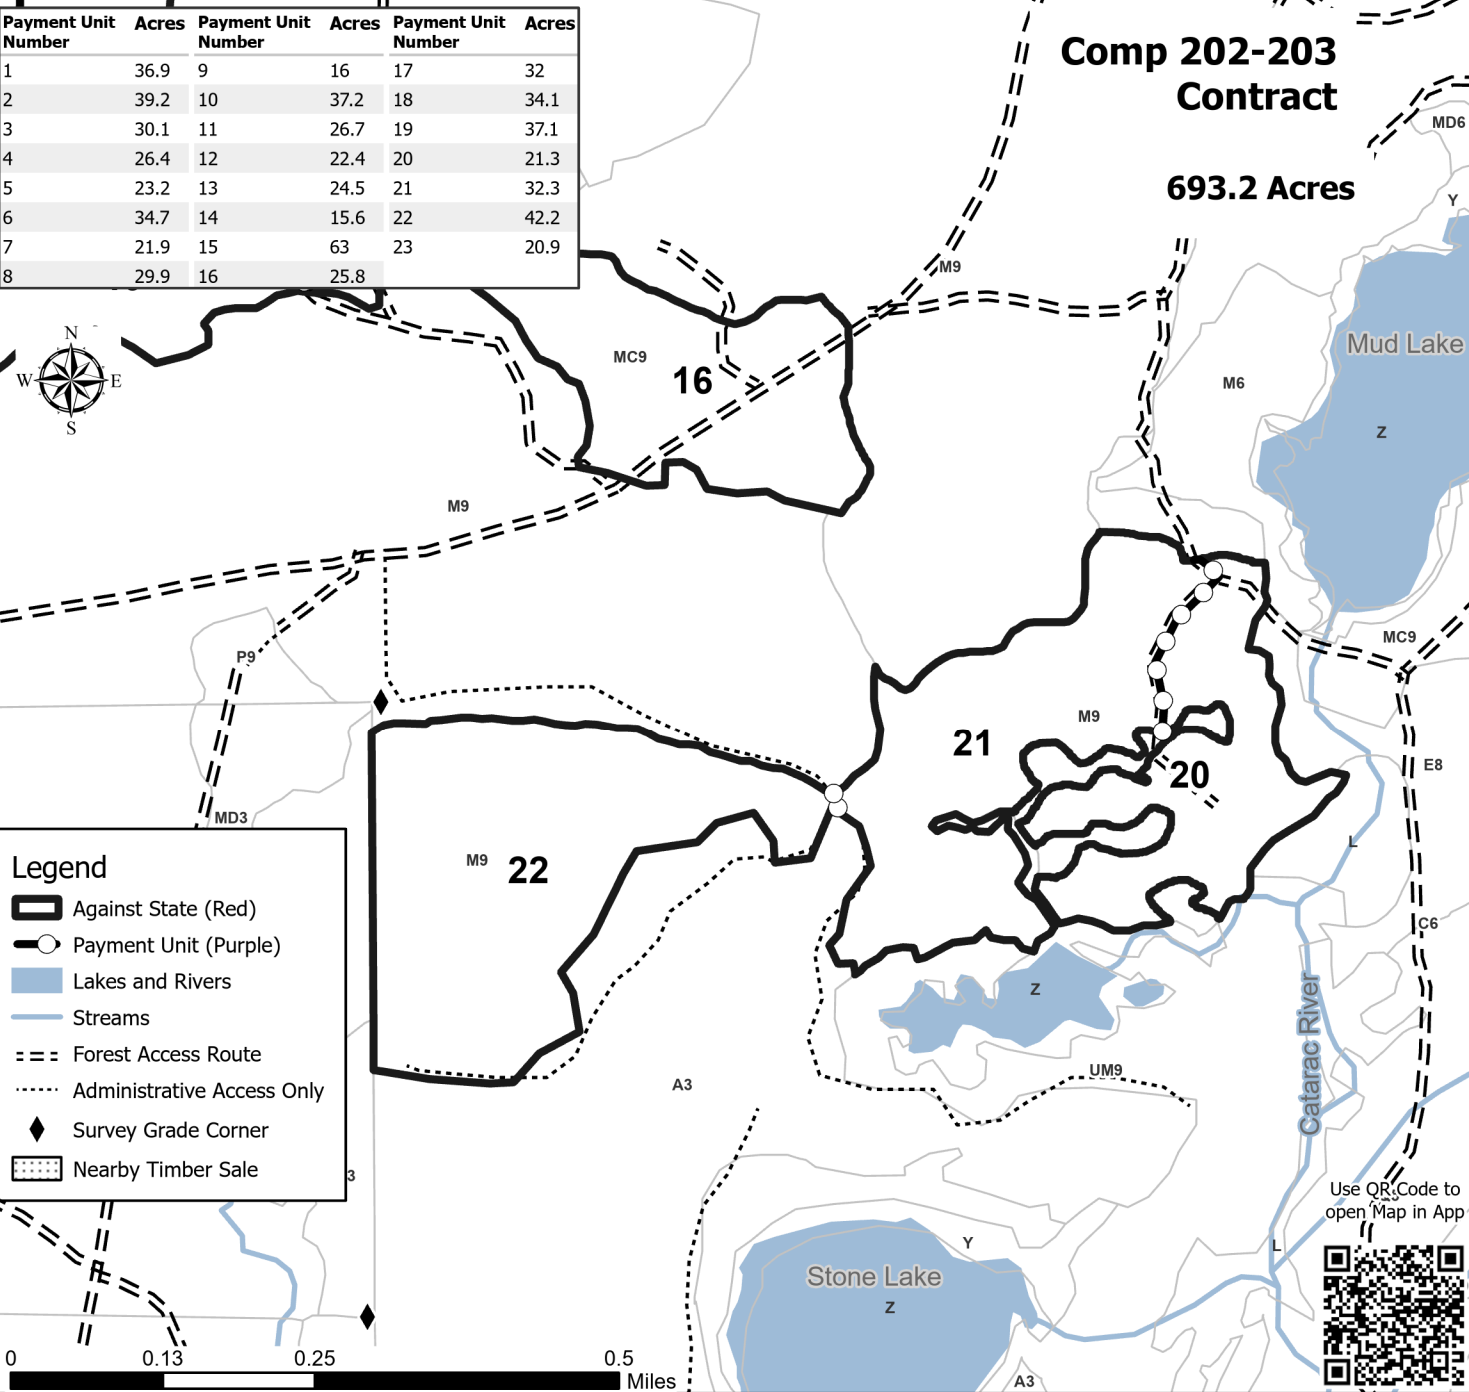 Payment Unit Number Acres Payment Unit Number Acres Payment Unit Number Acres
1 36.9 9 16 17 32
2 39.2 10 37.2 18 34.1
3 30.1 11 26.7 19 37.1
4 26.4 12 22.4 20 21.3
5 23.2 13 24.5 21 32.3
6 34.7 14 15.6 22 42.2
7 21.9 15 63 23 20.9
8 29.9 16 25.8
Comp 202-203
Contract
693.2 Acres
MD6
Y
M9
N
W E
S
MC9
16
M6
Mud Lake
Z
M9
P9
MC9
M9
21
20
E8
MD3
M9
22
L
C6
Legend
Against State (Red)
Payment Unit (Purple)
Lakes and Rivers
Streams
Forest Access Route
Administrative Access Only
Survey Grade Corner
Nearby Timber Sale
Z
Catarac River
A3
UM9
3
Use QR Code to
open Map in App
Y
L
Stone Lake
Z
A3
0 0.13 0.25 0.5
Miles